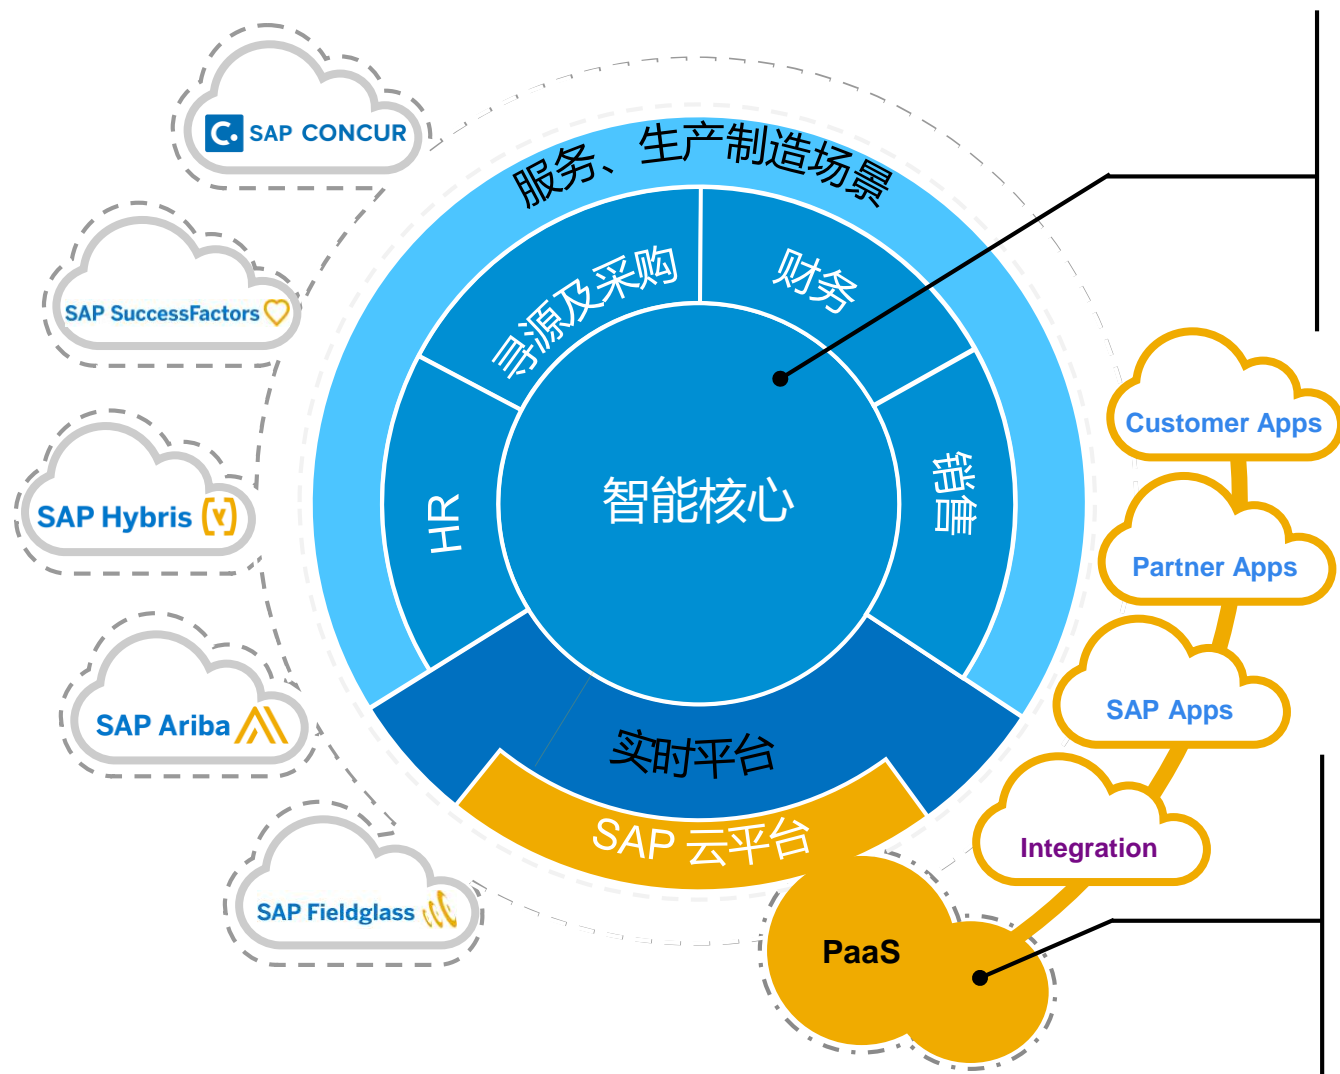 C. SAP CONCUR
SAP SuccessFactors
SAP Hybris
SAP Ariba
SAP Fieldglass
服务、生产制造场景
寻源及采购
财务
HR
销售
智能核心
实时平台
SAP 云平台
PaaS
Customer Apps
Partner Apps
SAP Apps
Integration